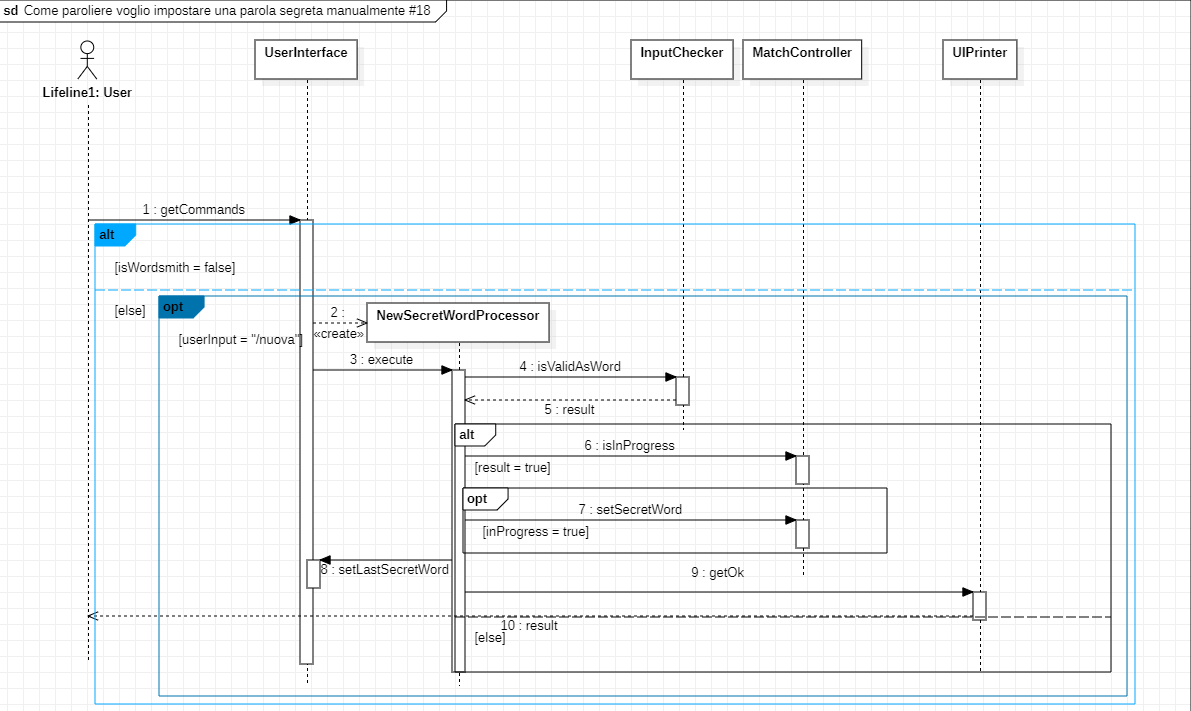 sd Come paroliere voglio impostare una parola segreta manualmente #18
UserInterface
InputChecker
MatchController
UIPrinter
Lifeline1: User
1 : getCommands
alt
[isWordsmith = false]
[else]
opt
2 :
NewSecretWordProcessor
«create»
[userInput = "/nuova"]
3 : execute
4 : isValidAsWord
5 : result
alt
6 : isInProgress
[result = true]
opt
7 : setSecretWord
[inProgress = true]
8 : setLastSecretWord
9 : getOk
10 : result
[else]